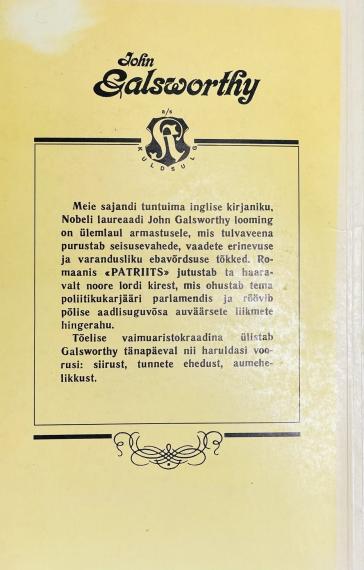 John
Galsworthy
a/s
KULDSULG
Meie sajandi tuntuima inglise kirjaniku,
Nobeli laureaadi John Galsworthy looming
on ülemlaul armastusele, mis tulvaveena
purustab seisusevahede, vaadete erinevuse
ja varandusliku ebavõrdsuse tõkked. Ro-
maanis «PATRIITS» jutustab ta haara-
valt noore lordi kirest, mis ohustab tema
poliitikukarjääri parlamendis ja röövib
põlise aadlisuguvõsa auväärsete liikmete
hingerahu.
Tõelise vaimuaristokraadina ülistab
Galsworthy tänapäeval nii haruldasi voo-
rusi: siirust, tunnete ehedust, aumehe-
likkust.